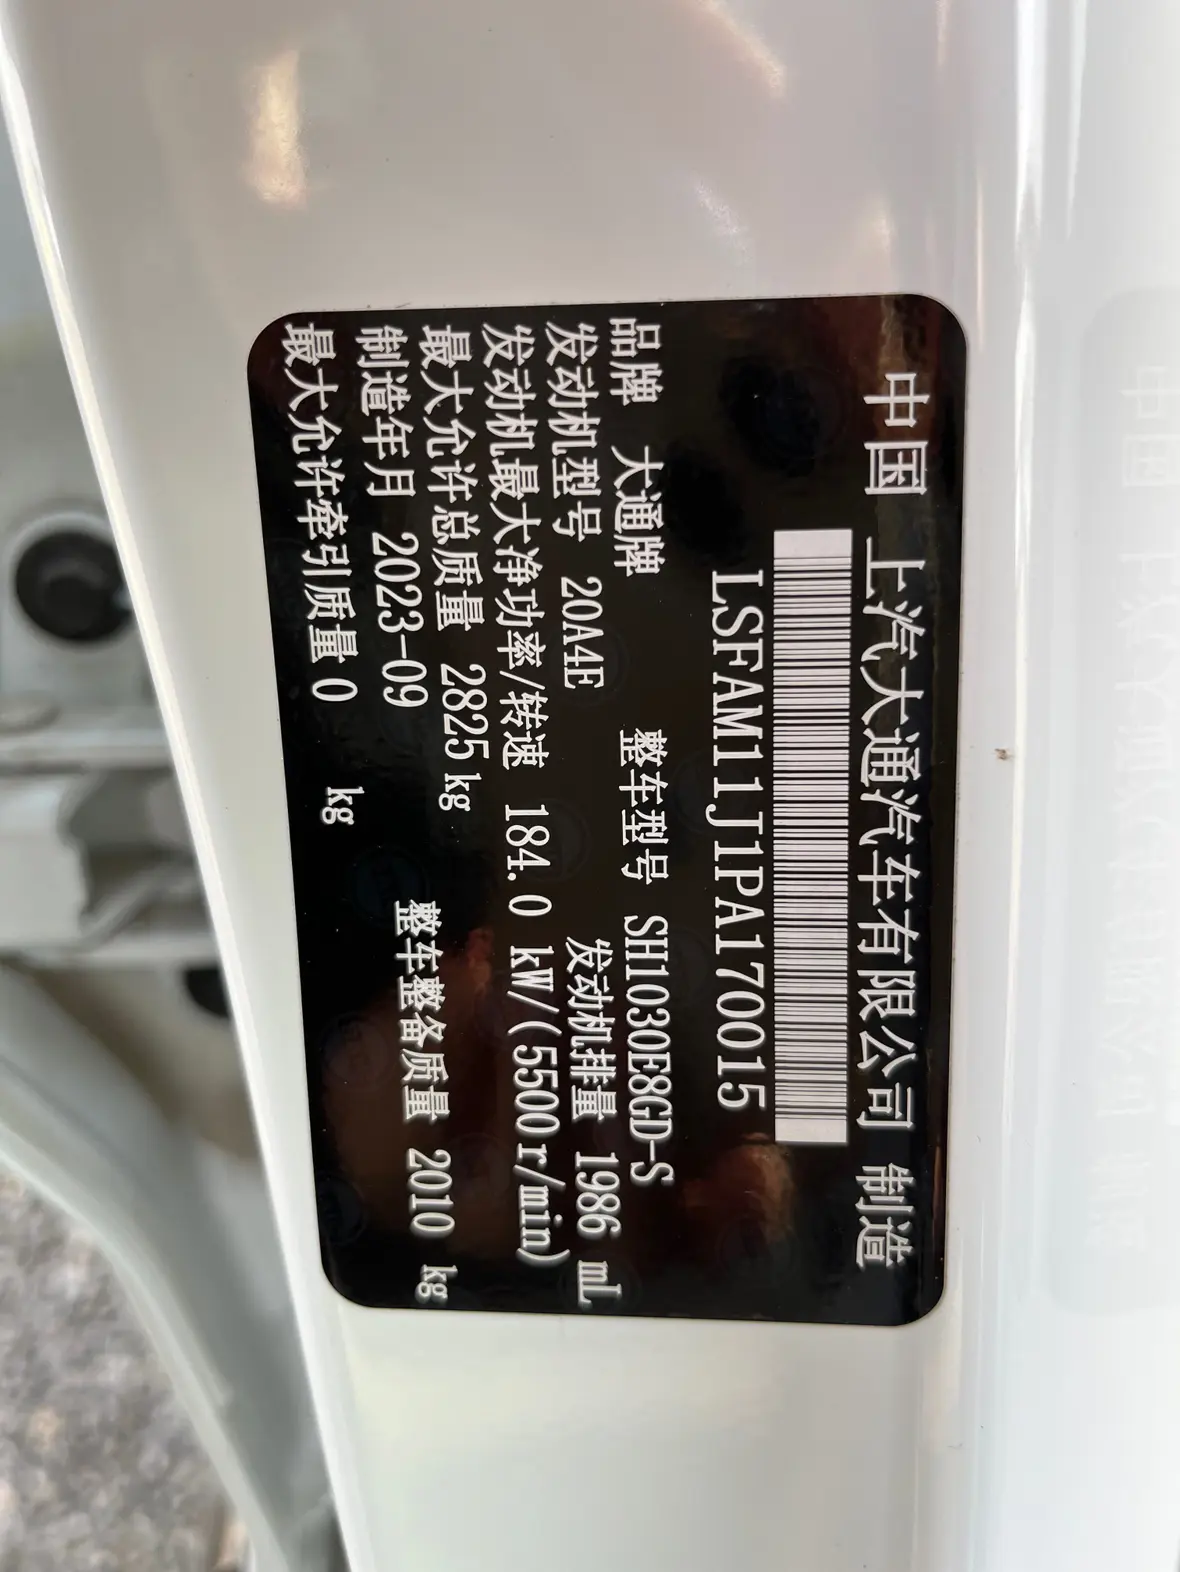 中国 上汽大通汽车有限公司 制造
LSFAM11J1PA170015
品牌 大通牌 整车型号 SH1030E8GD-S
发动机型号 20A4E 发动机排量 1986 mL
发动机最大净功率/转速 184.0 kW/(5500r/min)
最大允许总质量 2825kg
制造年月 2023-09 整车整备质量 2010 kg
最大允许牵引质量 0 kg